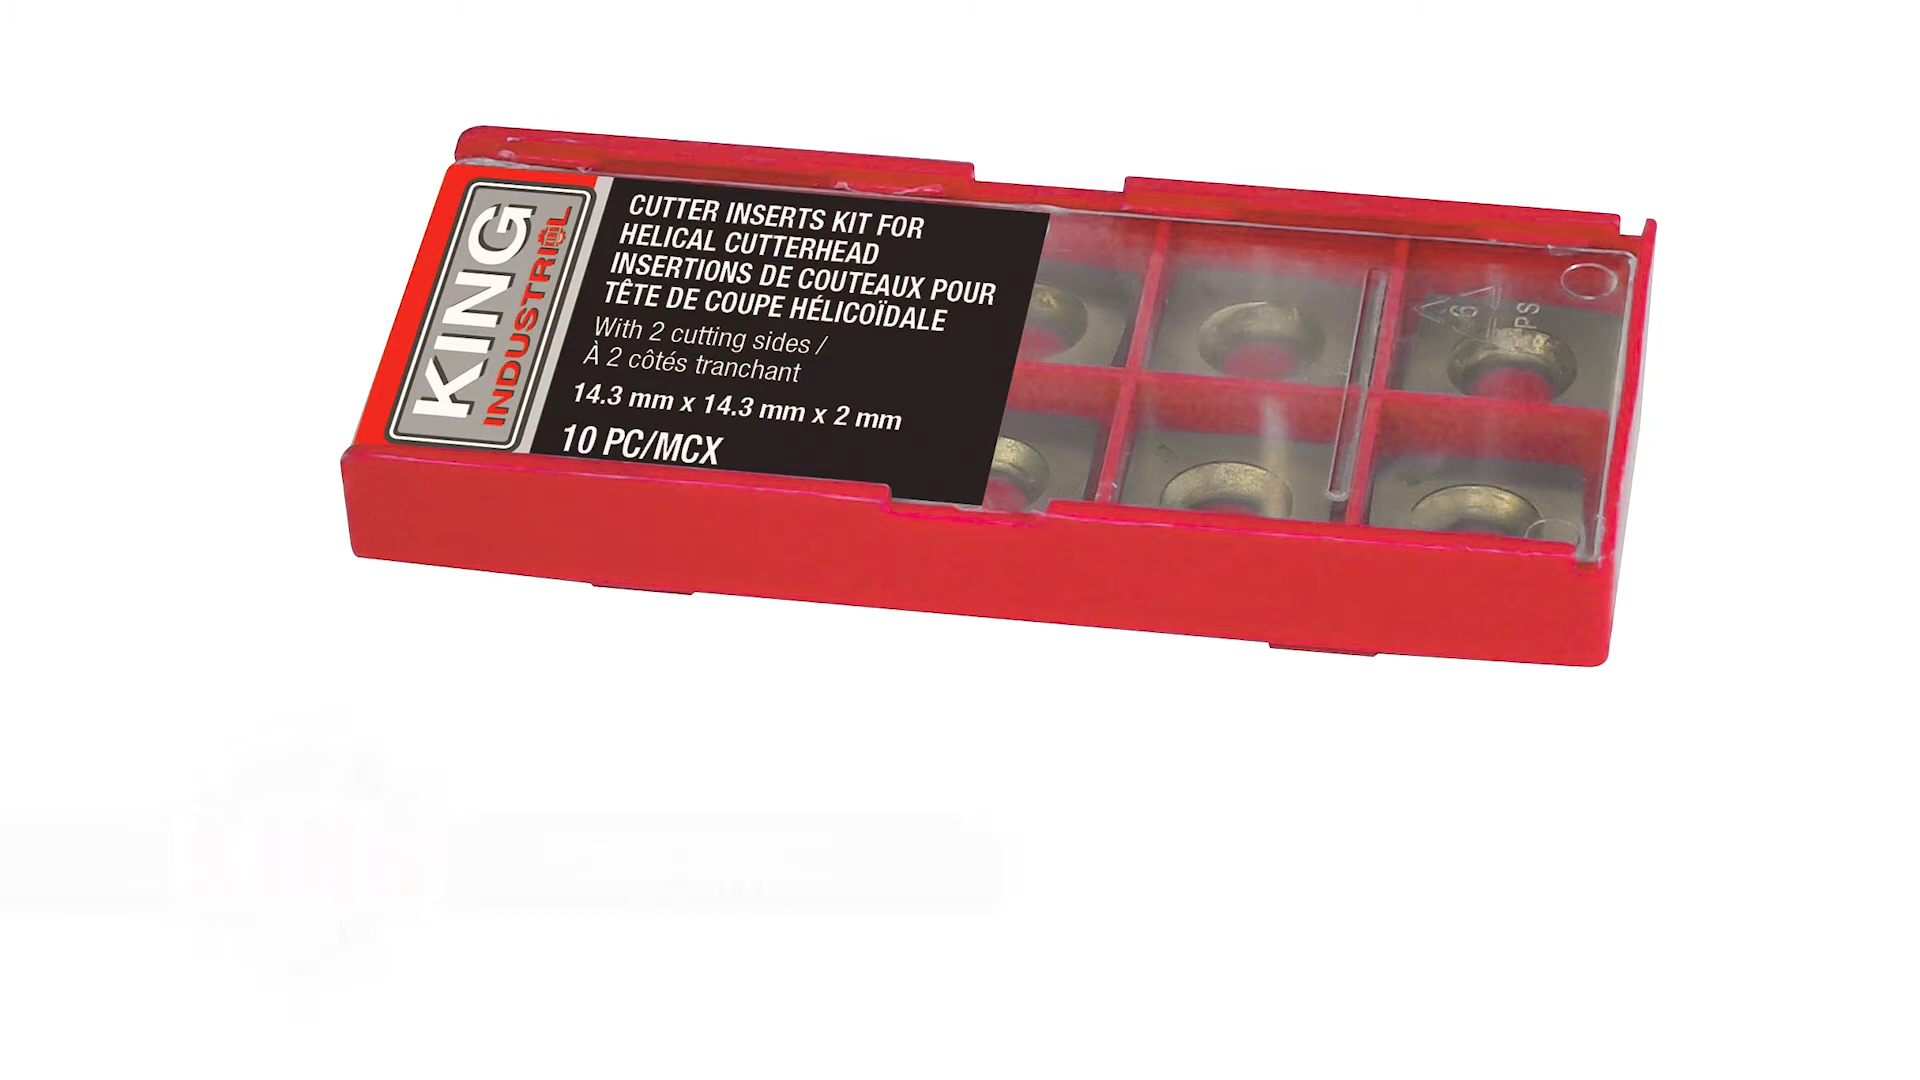 KING
INDUSTRIAL
CUTTER INSERTS KIT FOR
HELICAL CUTTERHEAD
INSERTIONS DE COUTEAUX POUR
TÊTE DE COUPE HÉLICOÏDALE
With 2 cutting sides /
À 2 côtés tranchant
14.3 mm x 14.3 mm x 2 mm
10 PC/MCX
6
PS